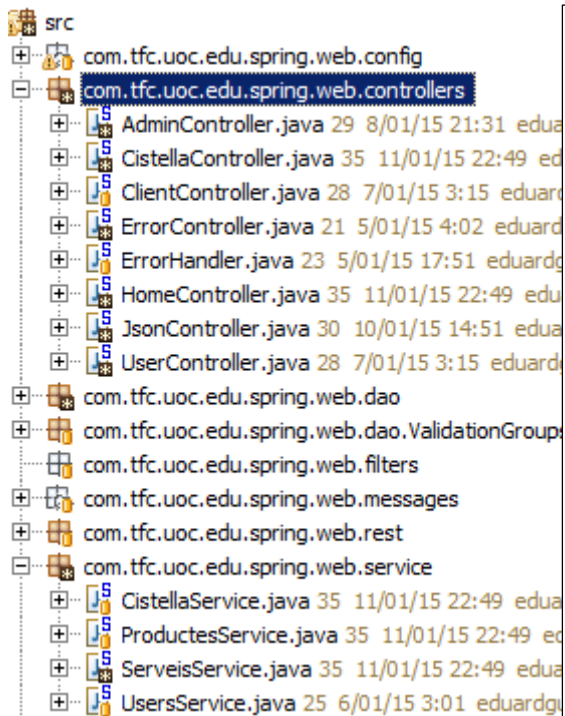 src
com.tfc.uoc.edu.spring.web.config
com.tfc.uoc.edu.spring.web.controllers
AdminController.java 29 8/01/15 21:31 edua
CistellaController.java 35 11/01/15 22:49 ed
ClientController.java 28 7/01/15 3:15 eduard
ErrorController.java 21 5/01/15 4:02 eduard
ErrorHandler.java 23 5/01/15 17:51 eduardg
HomeController.java 35 11/01/15 22:49 edu
JsonController.java 30 10/01/15 14:51 edua
UserController.java 28 7/01/15 3:15 eduard
com.tfc.uoc.edu.spring.web.dao
com.tfc.uoc.edu.spring.web.dao.ValidationGroups
com.tfc.uoc.edu.spring.web.filters
com.tfc.uoc.edu.spring.web.messages
com.tfc.uoc.edu.spring.web.rest
com.tfc.uoc.edu.spring.web.service
CistellaService.java 35 11/01/15 22:49 edua
ProductesService.java 35 11/01/15 22:49 ed
ServeisService.java 35 11/01/15 22:49 edua
UsersService.java 25 6/01/15 3:01 eduardgu